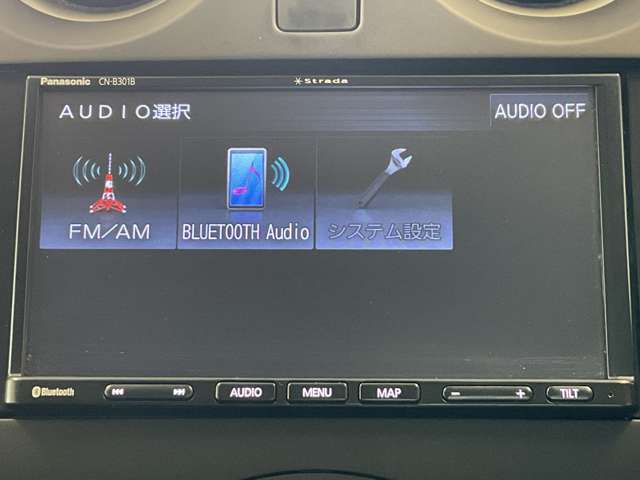 Panasonic CN-B301B Strada
AUDIO選択
AUDIO OFF
FM/AM
BLUETOOTH Audio
システム設定
Bluetooth AUDIO MENU MAP - + TILT